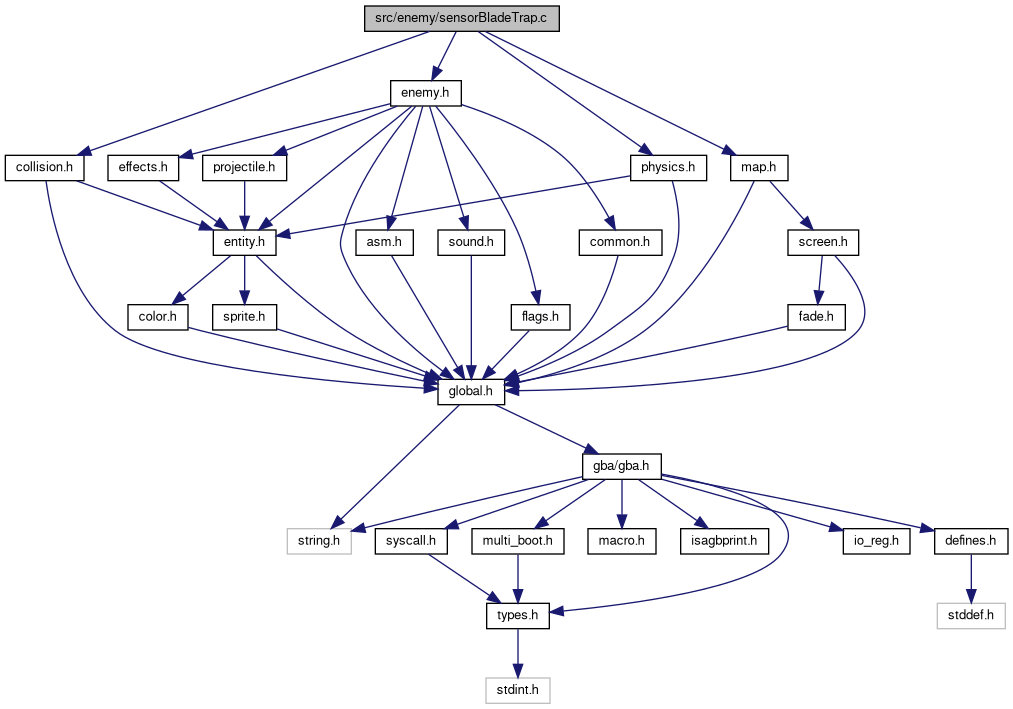 src/enemy/sensorBladeTrap.c
enemy.h
collision.h
effects.h
projectile.h
physics.h
map.h
entity.h
asm.h
sound.h
common.h
screen.h
color.h
sprite.h
flags.h
fade.h
global.h
gba/gba.h
string.h
syscall.h
multi_boot.h
macro.h
isagbprint.h
io_reg.h
defines.h
types.h
stddef.h
stdint.h